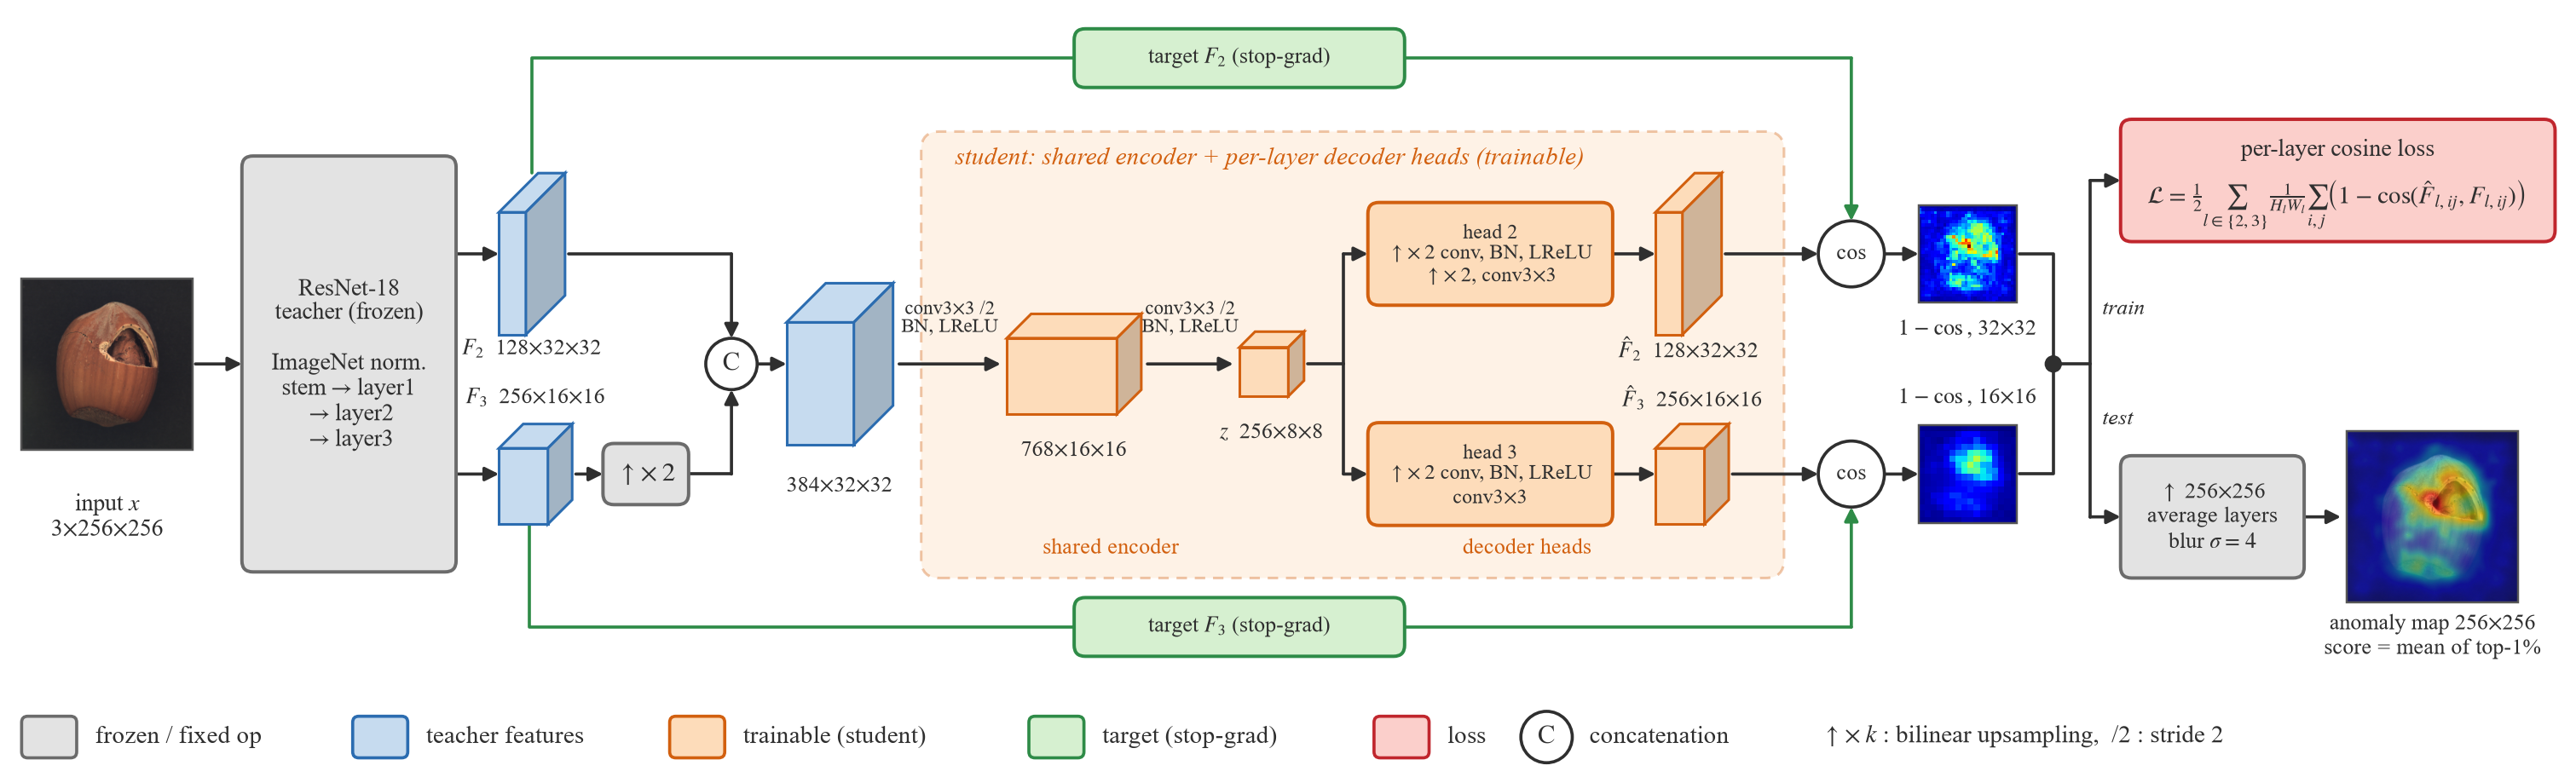 target F₂ (stop-grad)
student: shared encoder + per-layer decoder heads (trainable)
per-layer cosine loss
ℒ = 1/2 ∑_{l ∈ {2, 3}} 1/(H_l W_l) ∑_{i, j} (1 − cos(F̂_{l, ij}, F_{l, ij}))
ResNet-18
teacher (frozen)
ImageNet norm.
stem → layer1
→ layer2
→ layer3
input x
3×256×256
F₂ 128×32×32
F₃ 256×16×16
↑ × 2
C
384×32×32
conv3×3 /2
BN, LReLU
768×16×16
conv3×3 /2
BN, LReLU
z 256×8×8
head 2
↑ × 2 conv, BN, LReLU
↑ × 2, conv3×3
F̂₂ 128×32×32
F̂₃ 256×16×16
head 3
↑ × 2 conv, BN, LReLU
conv3×3
shared encoder
decoder heads
cos
cos
1 − cos , 32×32
1 − cos , 16×16
train
test
↑ 256×256
average layers
blur σ = 4
anomaly map 256×256
score = mean of top-1%
target F₃ (stop-grad)
frozen / fixed op
teacher features
trainable (student)
target (stop-grad)
loss
C concatenation
↑ × k : bilinear upsampling, /2 : stride 2